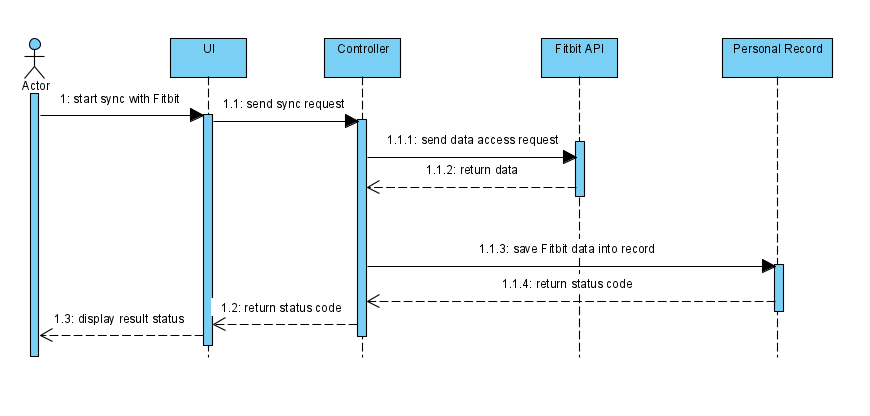 UI
Controller
Fitbit API
Personal Record
Actor
1: start sync with Fitbit
1.1: send sync request
1.1.1: send data access request
1.1.2: return data
1.1.3: save Fitbit data into record
1.1.4: return status code
1.2: return status code
1.3: display result status